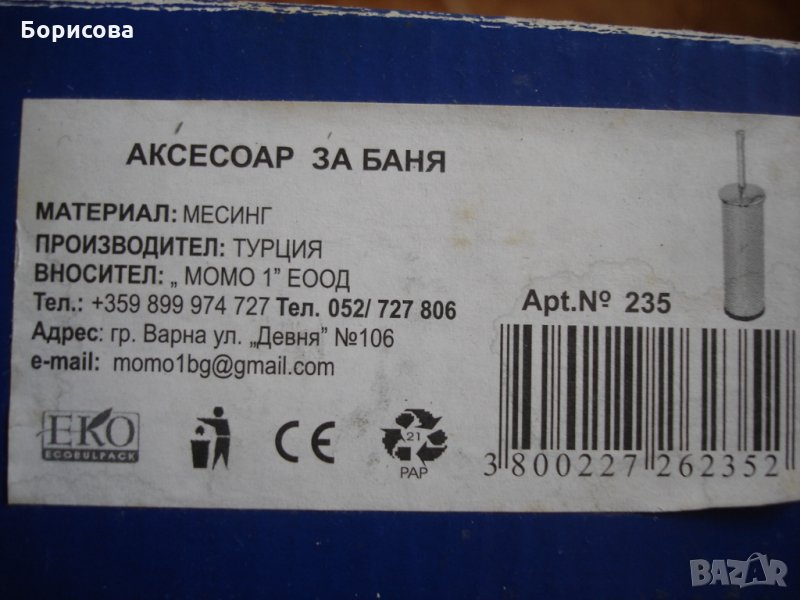 Борисова
АКСЕСОАР ЗА БАНЯ
МАТЕРИАЛ: МЕСИНГ
ПРОИЗВОДИТЕЛ: ТУРЦИЯ
ВНОСИТЕЛ: „ МОМО 1” ЕООД
Тел.: +359 899 974 727 Тел. 052/ 727 806
Адрес: гр. Варна ул. „Девня” №106
e-mail: momo1bg@gmail.com
Арт.№ 235
EKO
ECOBULPACK
CE
21
PAP
3 800227 262352
BAZAR